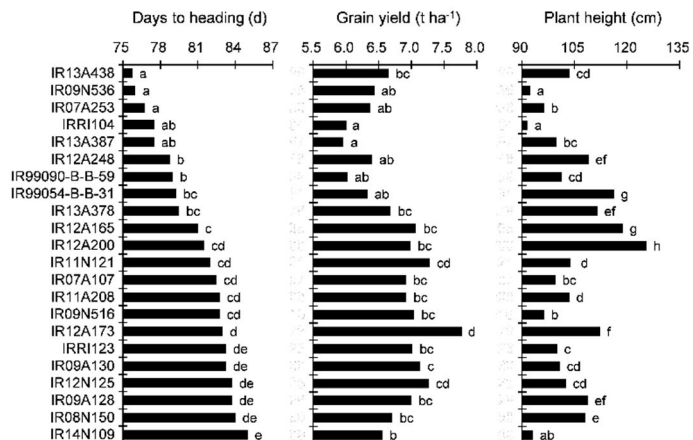 Days to heading (d) Grain yield (t ha-1) Plant height (cm)
75 78 81 84 87 5.5 6.0 6.5 7.0 7.5 8.0 90 105 120 135
IR13A438 a bc cd
IR09N536 a ab a
IR07A253 a ab b
IRRI104 ab a a
IR13A387 ab a bc
IR12A248 b ab ef
IR99090-B-B-59 b ab cd
IR99054-B-B-31 bc ab g
IR13A378 bc bc ef
IR12A165 c bc g
IR12A200 cd bc h
IR11N121 cd cd d
IR07A107 cd bc bc
IR11A208 cd bc d
IR09N516 cd bc b
IR12A173 d d f
IRRI123 de bc c
IR09A130 de c cd
IR12N125 de cd cd
IR09A128 de bc ef
IR08N150 de bc e
IR14N109 e b ab